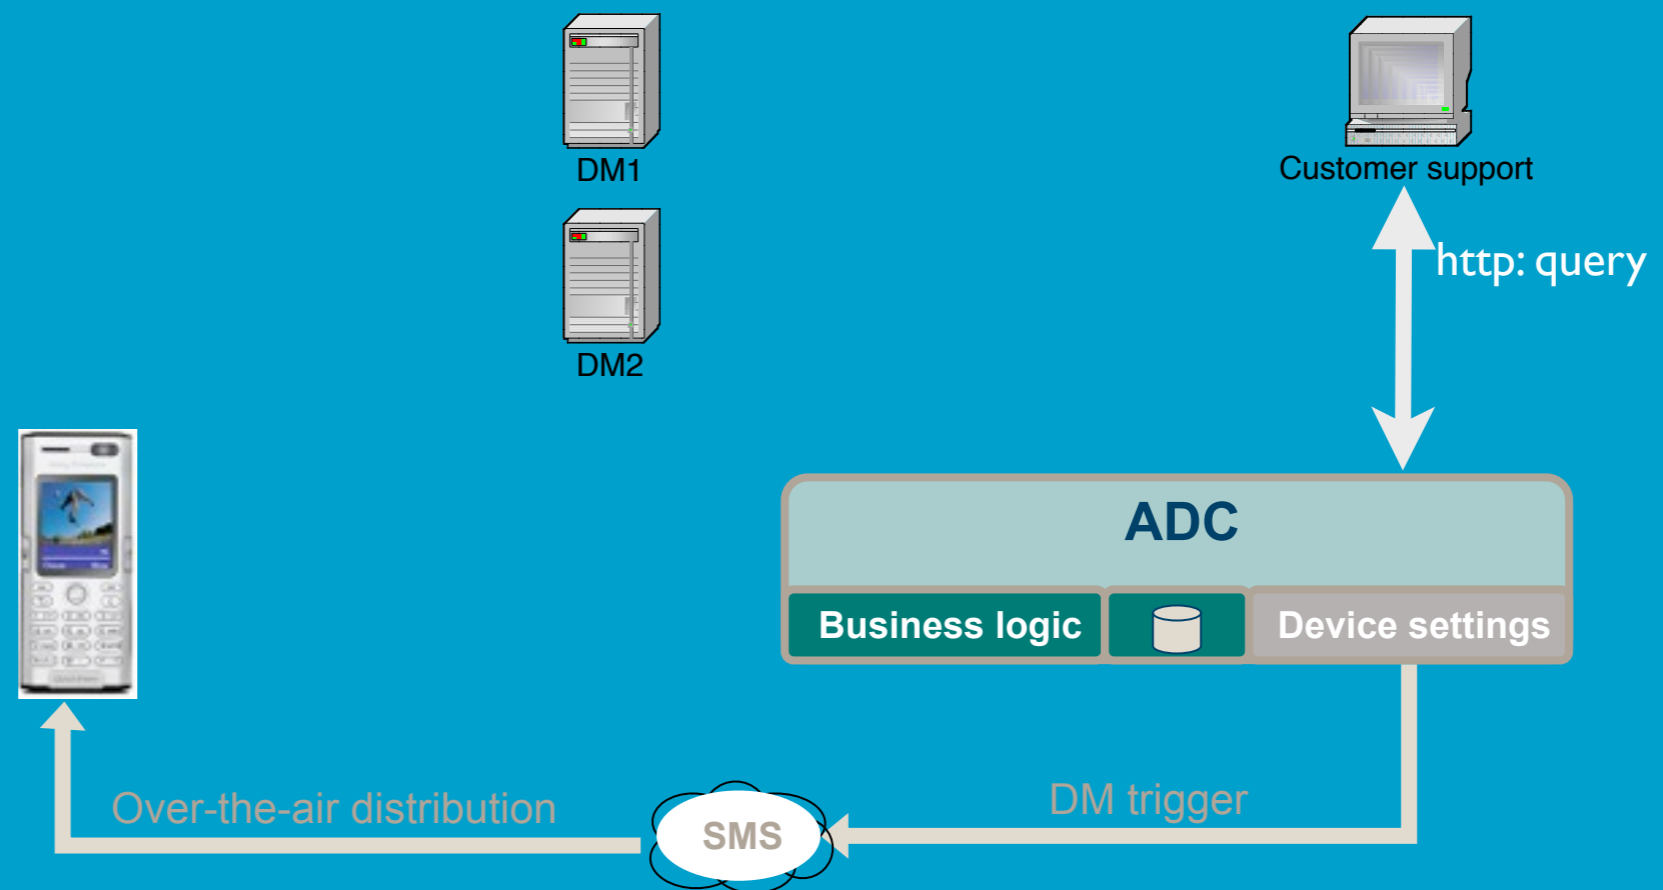 DM1
Customer support
http: query
DM2
ADC
Business logic
Device settings
Over-the-air distribution
SMS
DM trigger